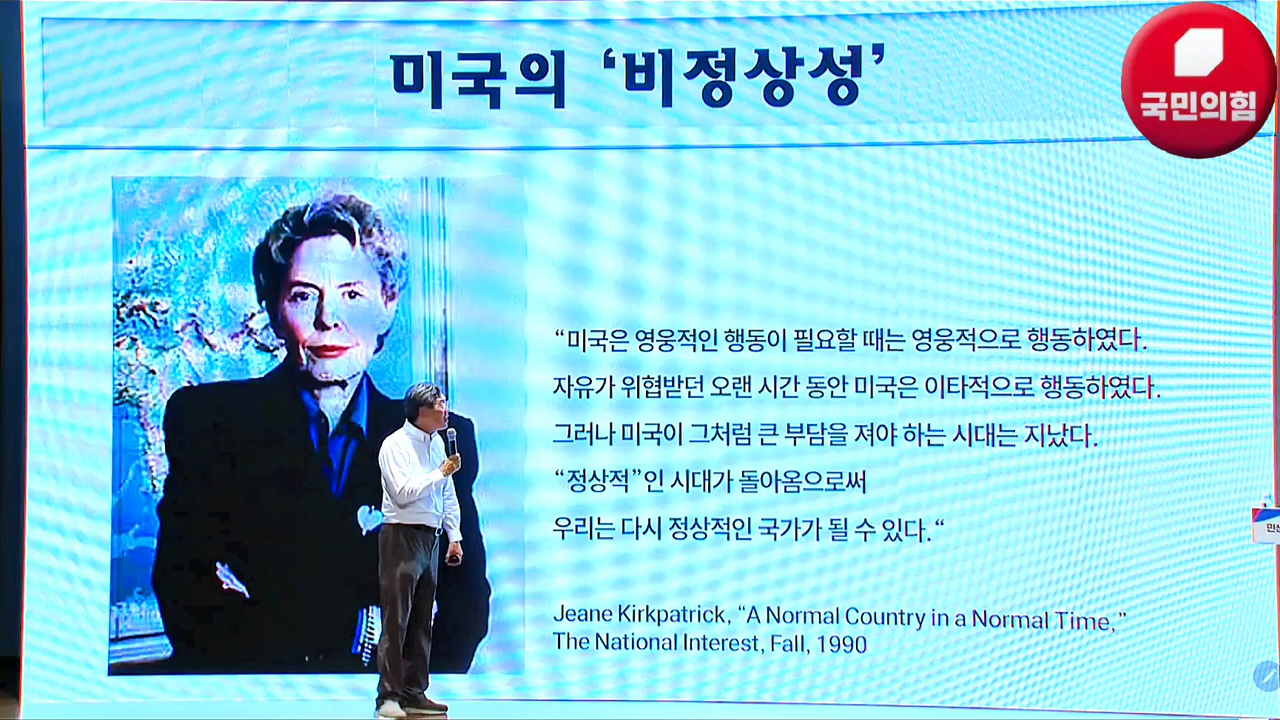 미국의 ‘비정상성’
국민의힘
“미국은 영웅적인 행동이 필요할 때는 영웅적으로 행동하였다.
자유가 위협받던 오랜 시간 동안 미국은 이타적으로 행동하였다.
그러나 미국이 그처럼 큰 부담을 져야 하는 시대는 지났다.
“정상적”인 시대가 돌아옴으로써
우리는 다시 정상적인 국가가 될 수 있다.“
Jeane Kirkpatrick, “A Normal Country in a Normal Time,”
The National Interest, Fall, 1990